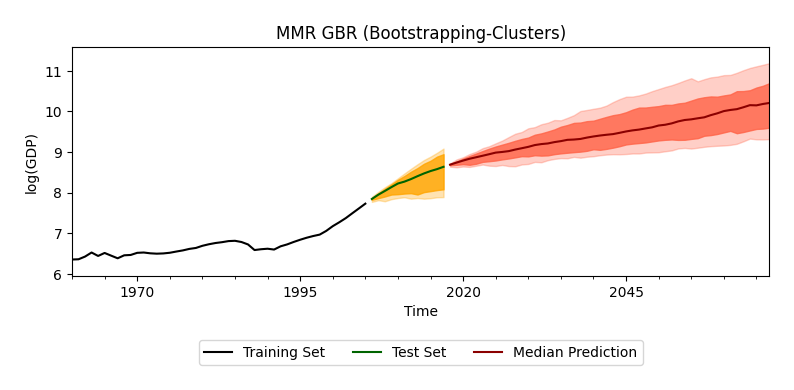 MMR GBR (Bootstrapping-Clusters)
log(GDP)
11
10
9
8
7
6
1970 1995 2020 2045
Time
Training Set Test Set Median Prediction